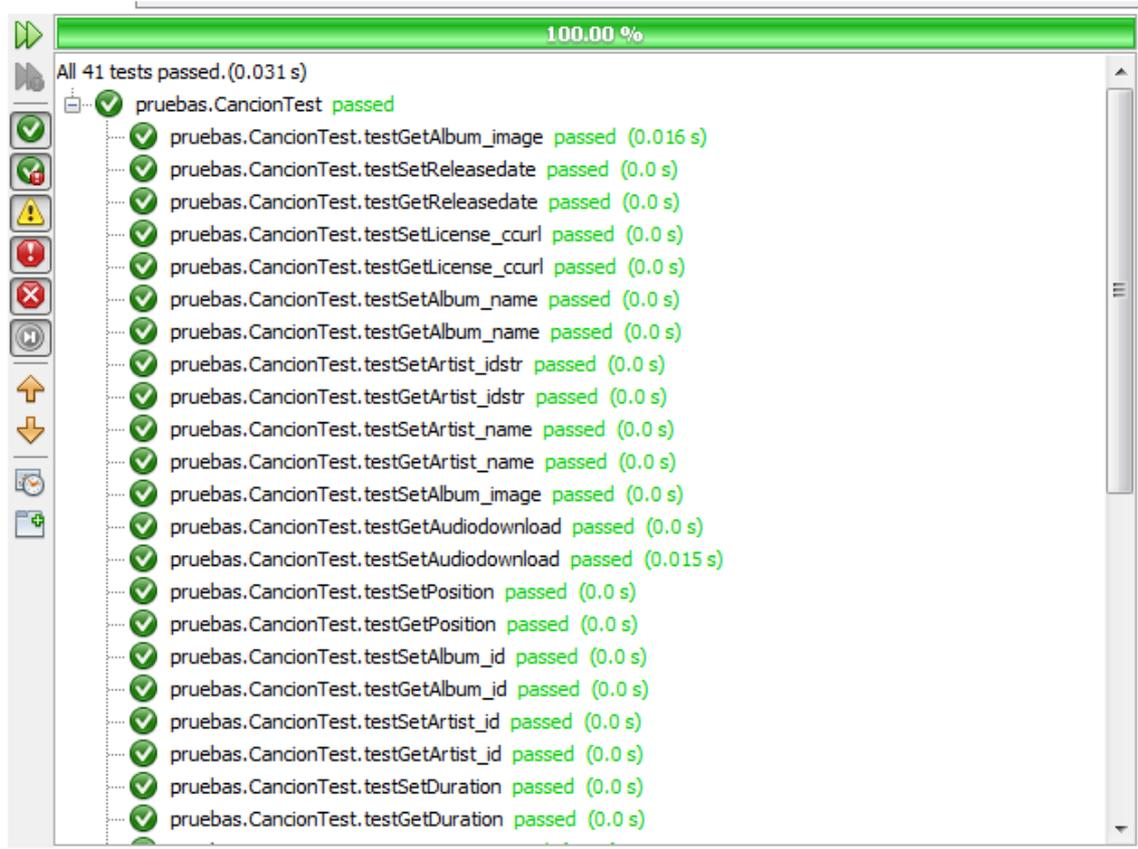 100.00 %
All 41 tests passed.(0.031 s)
pruebas.CancionTest passed
pruebas.CancionTest.testGetAlbum_image passed (0.016 s)
pruebas.CancionTest.testSetReleasedate passed (0.0 s)
pruebas.CancionTest.testGetReleasedate passed (0.0 s)
pruebas.CancionTest.testSetLicense_ccurl passed (0.0 s)
pruebas.CancionTest.testGetLicense_ccurl passed (0.0 s)
pruebas.CancionTest.testSetAlbum_name passed (0.0 s)
pruebas.CancionTest.testGetAlbum_name passed (0.0 s)
pruebas.CancionTest.testSetArtist_idstr passed (0.0 s)
pruebas.CancionTest.testGetArtist_idstr passed (0.0 s)
pruebas.CancionTest.testSetArtist_name passed (0.0 s)
pruebas.CancionTest.testGetArtist_name passed (0.0 s)
pruebas.CancionTest.testSetAlbum_image passed (0.0 s)
pruebas.CancionTest.testGetAudiodownload passed (0.0 s)
pruebas.CancionTest.testSetAudiodownload passed (0.015 s)
pruebas.CancionTest.testSetPosition passed (0.0 s)
pruebas.CancionTest.testGetPosition passed (0.0 s)
pruebas.CancionTest.testSetAlbum_id passed (0.0 s)
pruebas.CancionTest.testGetAlbum_id passed (0.0 s)
pruebas.CancionTest.testSetArtist_id passed (0.0 s)
pruebas.CancionTest.testGetArtist_id passed (0.0 s)
pruebas.CancionTest.testSetDuration passed (0.0 s)
pruebas.CancionTest.testGetDuration passed (0.0 s)